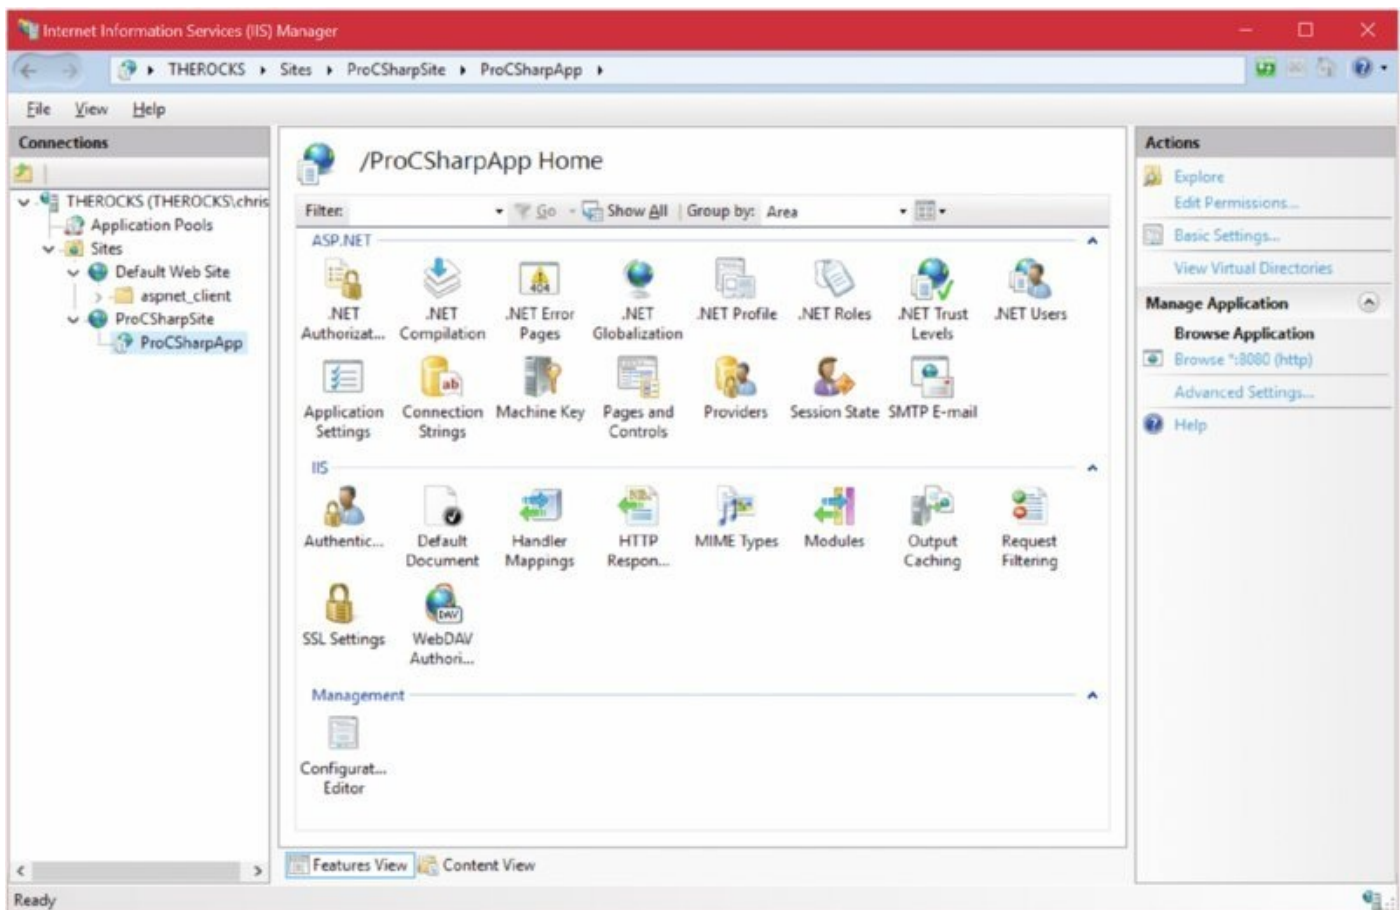 Internet Information Services (IIS) Manager
THEROCKS Sites ProCSharpSite ProCSharpApp
File View Help
Connections
THEROCKS (THEROCKS\chris
Application Pools
Sites
Default Web Site
aspnet_client
ProCSharpSite
ProCSharpApp
/ProCSharpApp Home
Filter: Go Show All Group by: Area
ASP.NET
.NET Authorizat...
.NET Compilation
404
.NET Error Pages
.NET Globalization
.NET Profile
.NET Roles
.NET Trust Levels
.NET Users
Application Settings
ab
Connection Strings
Machine Key
Pages and Controls
Providers
Session State
SMTP E-mail
IIS
Authentic...
Default Document
Handler Mappings
HTTP Respon...
MIME Types
Modules
Output Caching
Request Filtering
SSL Settings
DAV
WebDAV Authori...
Management
Configurat... Editor
Features View Content View
Actions
Explore
Edit Permissions...
Basic Settings...
View Virtual Directories
Manage Application
Browse Application
Browse *:8080 (http)
Advanced Settings...
Help
Ready